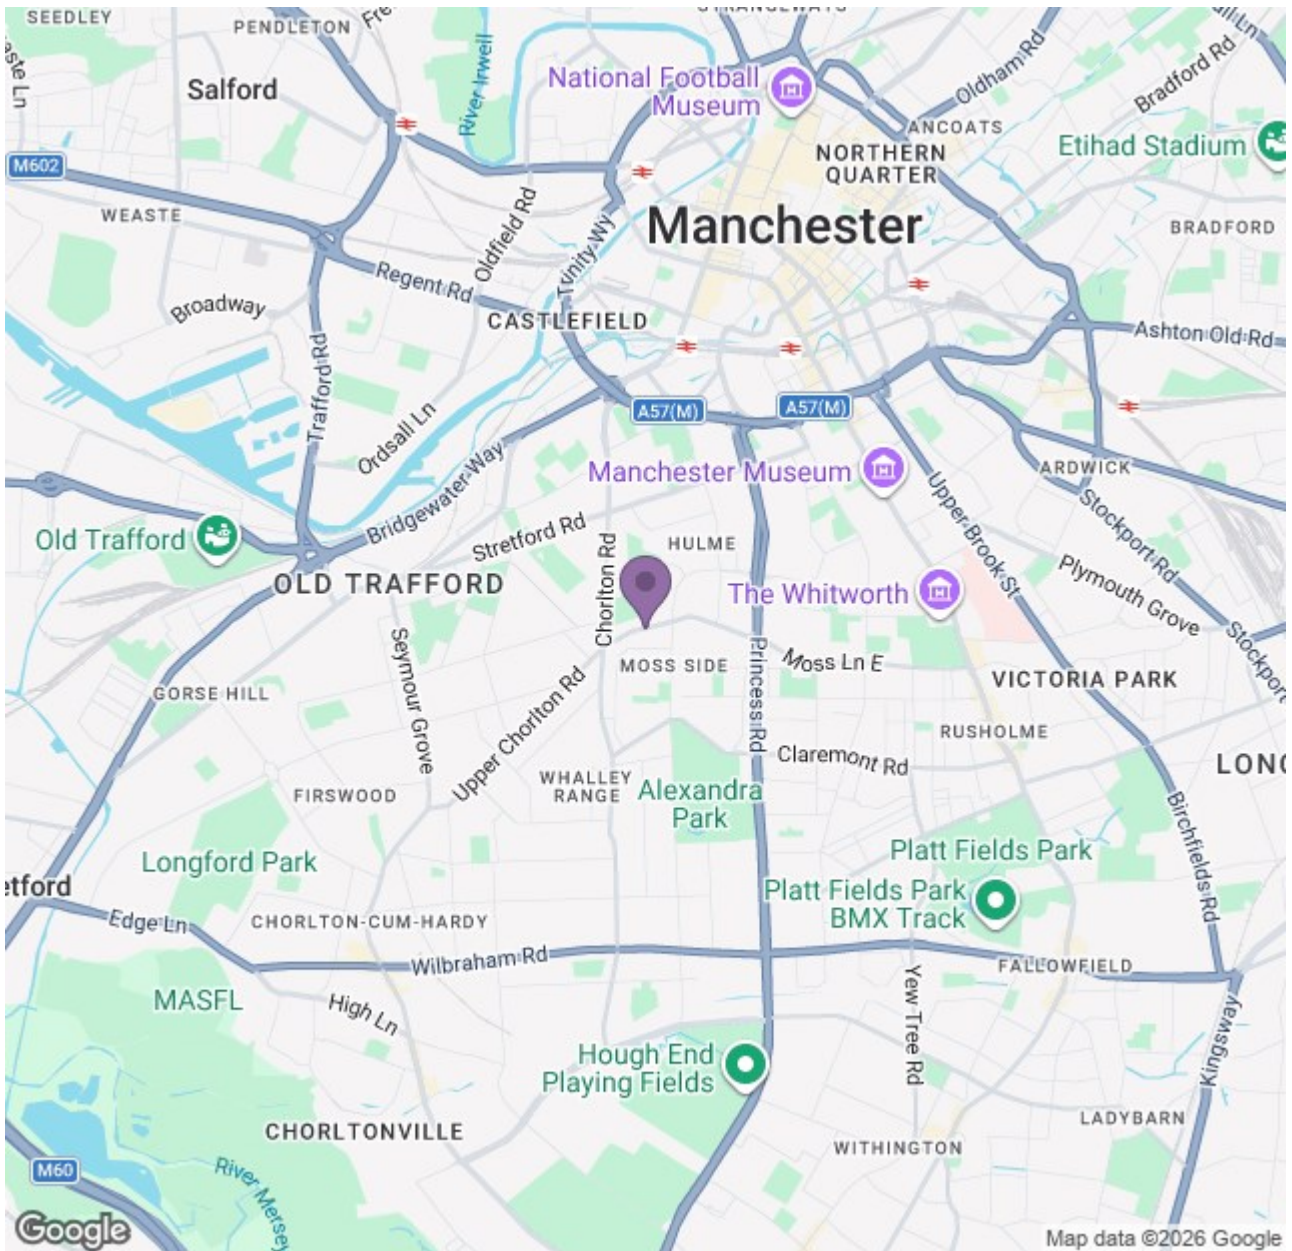 SEEDLEY
PENDLETON
STRANGEWAYS
Salford
River Irwell
National Football
Museum
Oldham Rd
Bradford Rd
ANCOATS
Etihad Stadium
NORTHERN
QUARTER
M602
WEASTE
Oldfield Rd
Trinity Wy
Manchester
BRADFORD
Regent Rd
Broadway
CASTLEFIELD
Ashton Old Rd
Trafford Rd
Ordsall Ln
A57(M)
A57(M)
Bridgewater Way
Manchester Museum
ARDWICK
Upper Brook St
Stockport Rd
Old Trafford
Stretford Rd
Chorlton Rd
HULME
Plymouth Grove
OLD TRAFFORD
The Whitworth
Stockport
Seymour Grove
MOSS SIDE
Princess Rd
Moss Ln E
VICTORIA PARK
GORSE HILL
Upper Chorlton Rd
RUSHOLME
Claremont Rd
LONG
FIRSWOOD
WHALLEY
RANGE
Alexandra
Park
Birchfields Rd
Longford Park
Platt Fields Park
etford
Platt Fields Park
BMX Track
Edge Ln
CHORLTON-CUM-HARDY
Wilbraham Rd
FALLOWFIELD
MASFL
High Ln
Yew Tree Rd
Kingsway
Hough End
Playing Fields
CHORLTONVILLE
LADYBARN
WITHINGTON
M60
River Mersey
Google
Map data ©2026 Google